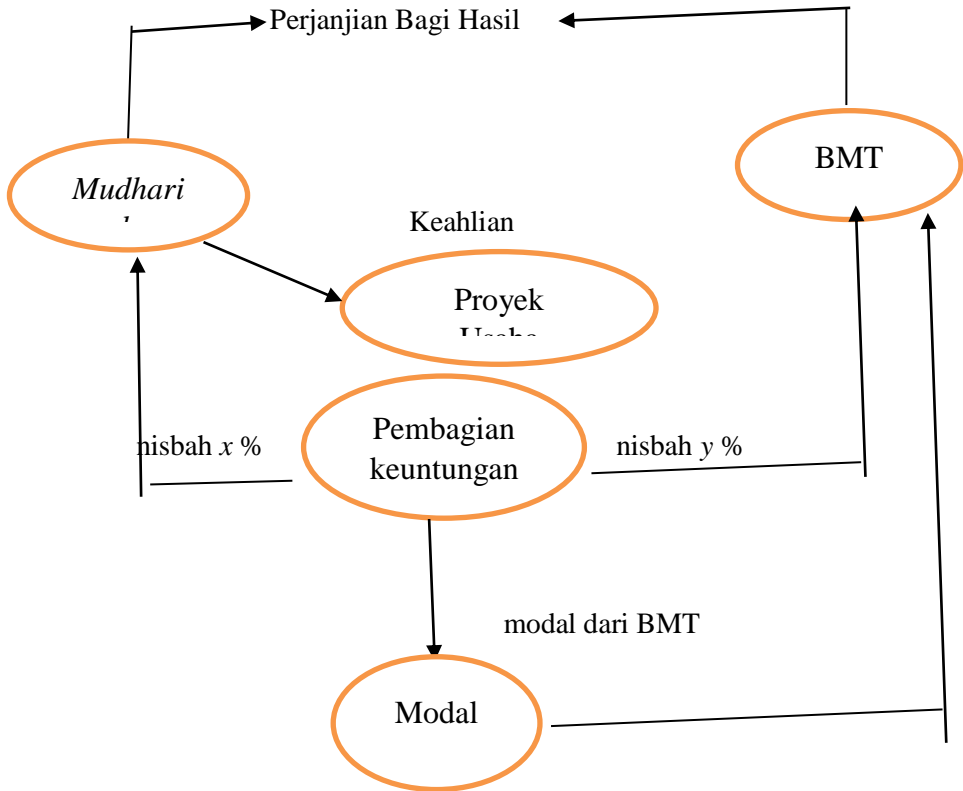 Perjanjian Bagi Hasil
BMT
Mudhari
Keahlian
Proyek
Pembagian
keuntungan
nisbah x %
nisbah y %
modal dari BMT
Modal